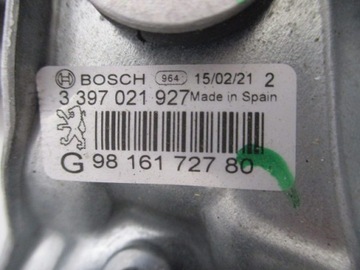 BOSCH 964 15/02/21 2
3 397 021 927 Made in Spain
G 98 161 727 80